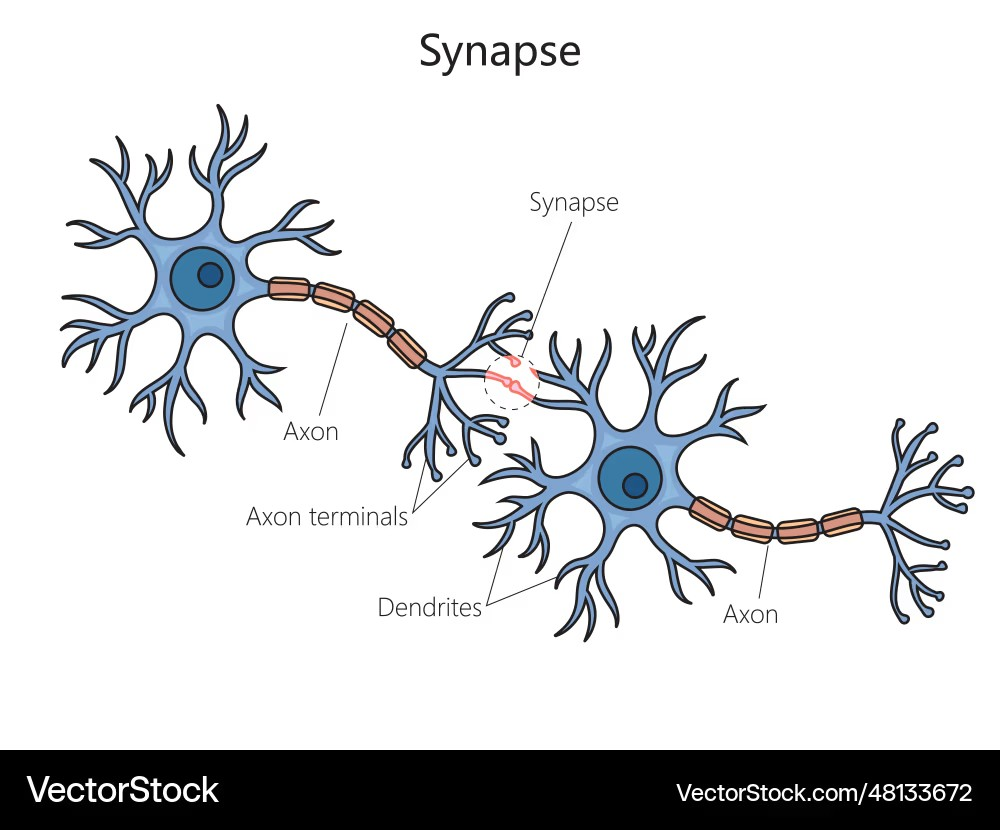 Synapse
Synapse
Axon
Axon terminals
Dendrites
Axon
VectorStock
VectorStock.com/48133672